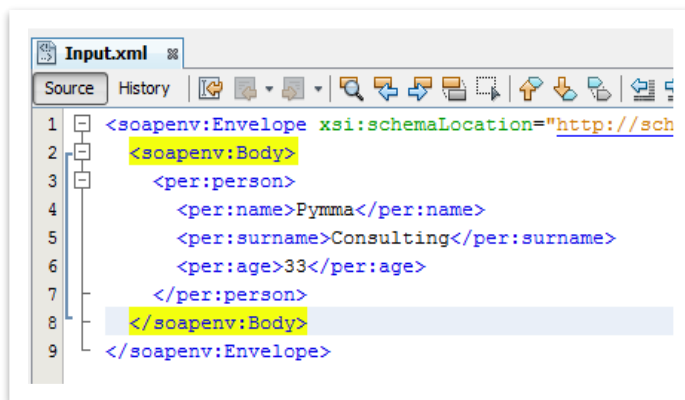 Input.xml
Source History
1 <soapenv:Envelope xsi:schemaLocation="http://sch
2 <soapenv:Body>
3 <per:person>
4 <per:name>Pymma</per:name>
5 <per:surname>Consulting</per:surname>
6 <per:age>33</per:age>
7 </per:person>
8 </soapenv:Body>
9 </soapenv:Envelope>